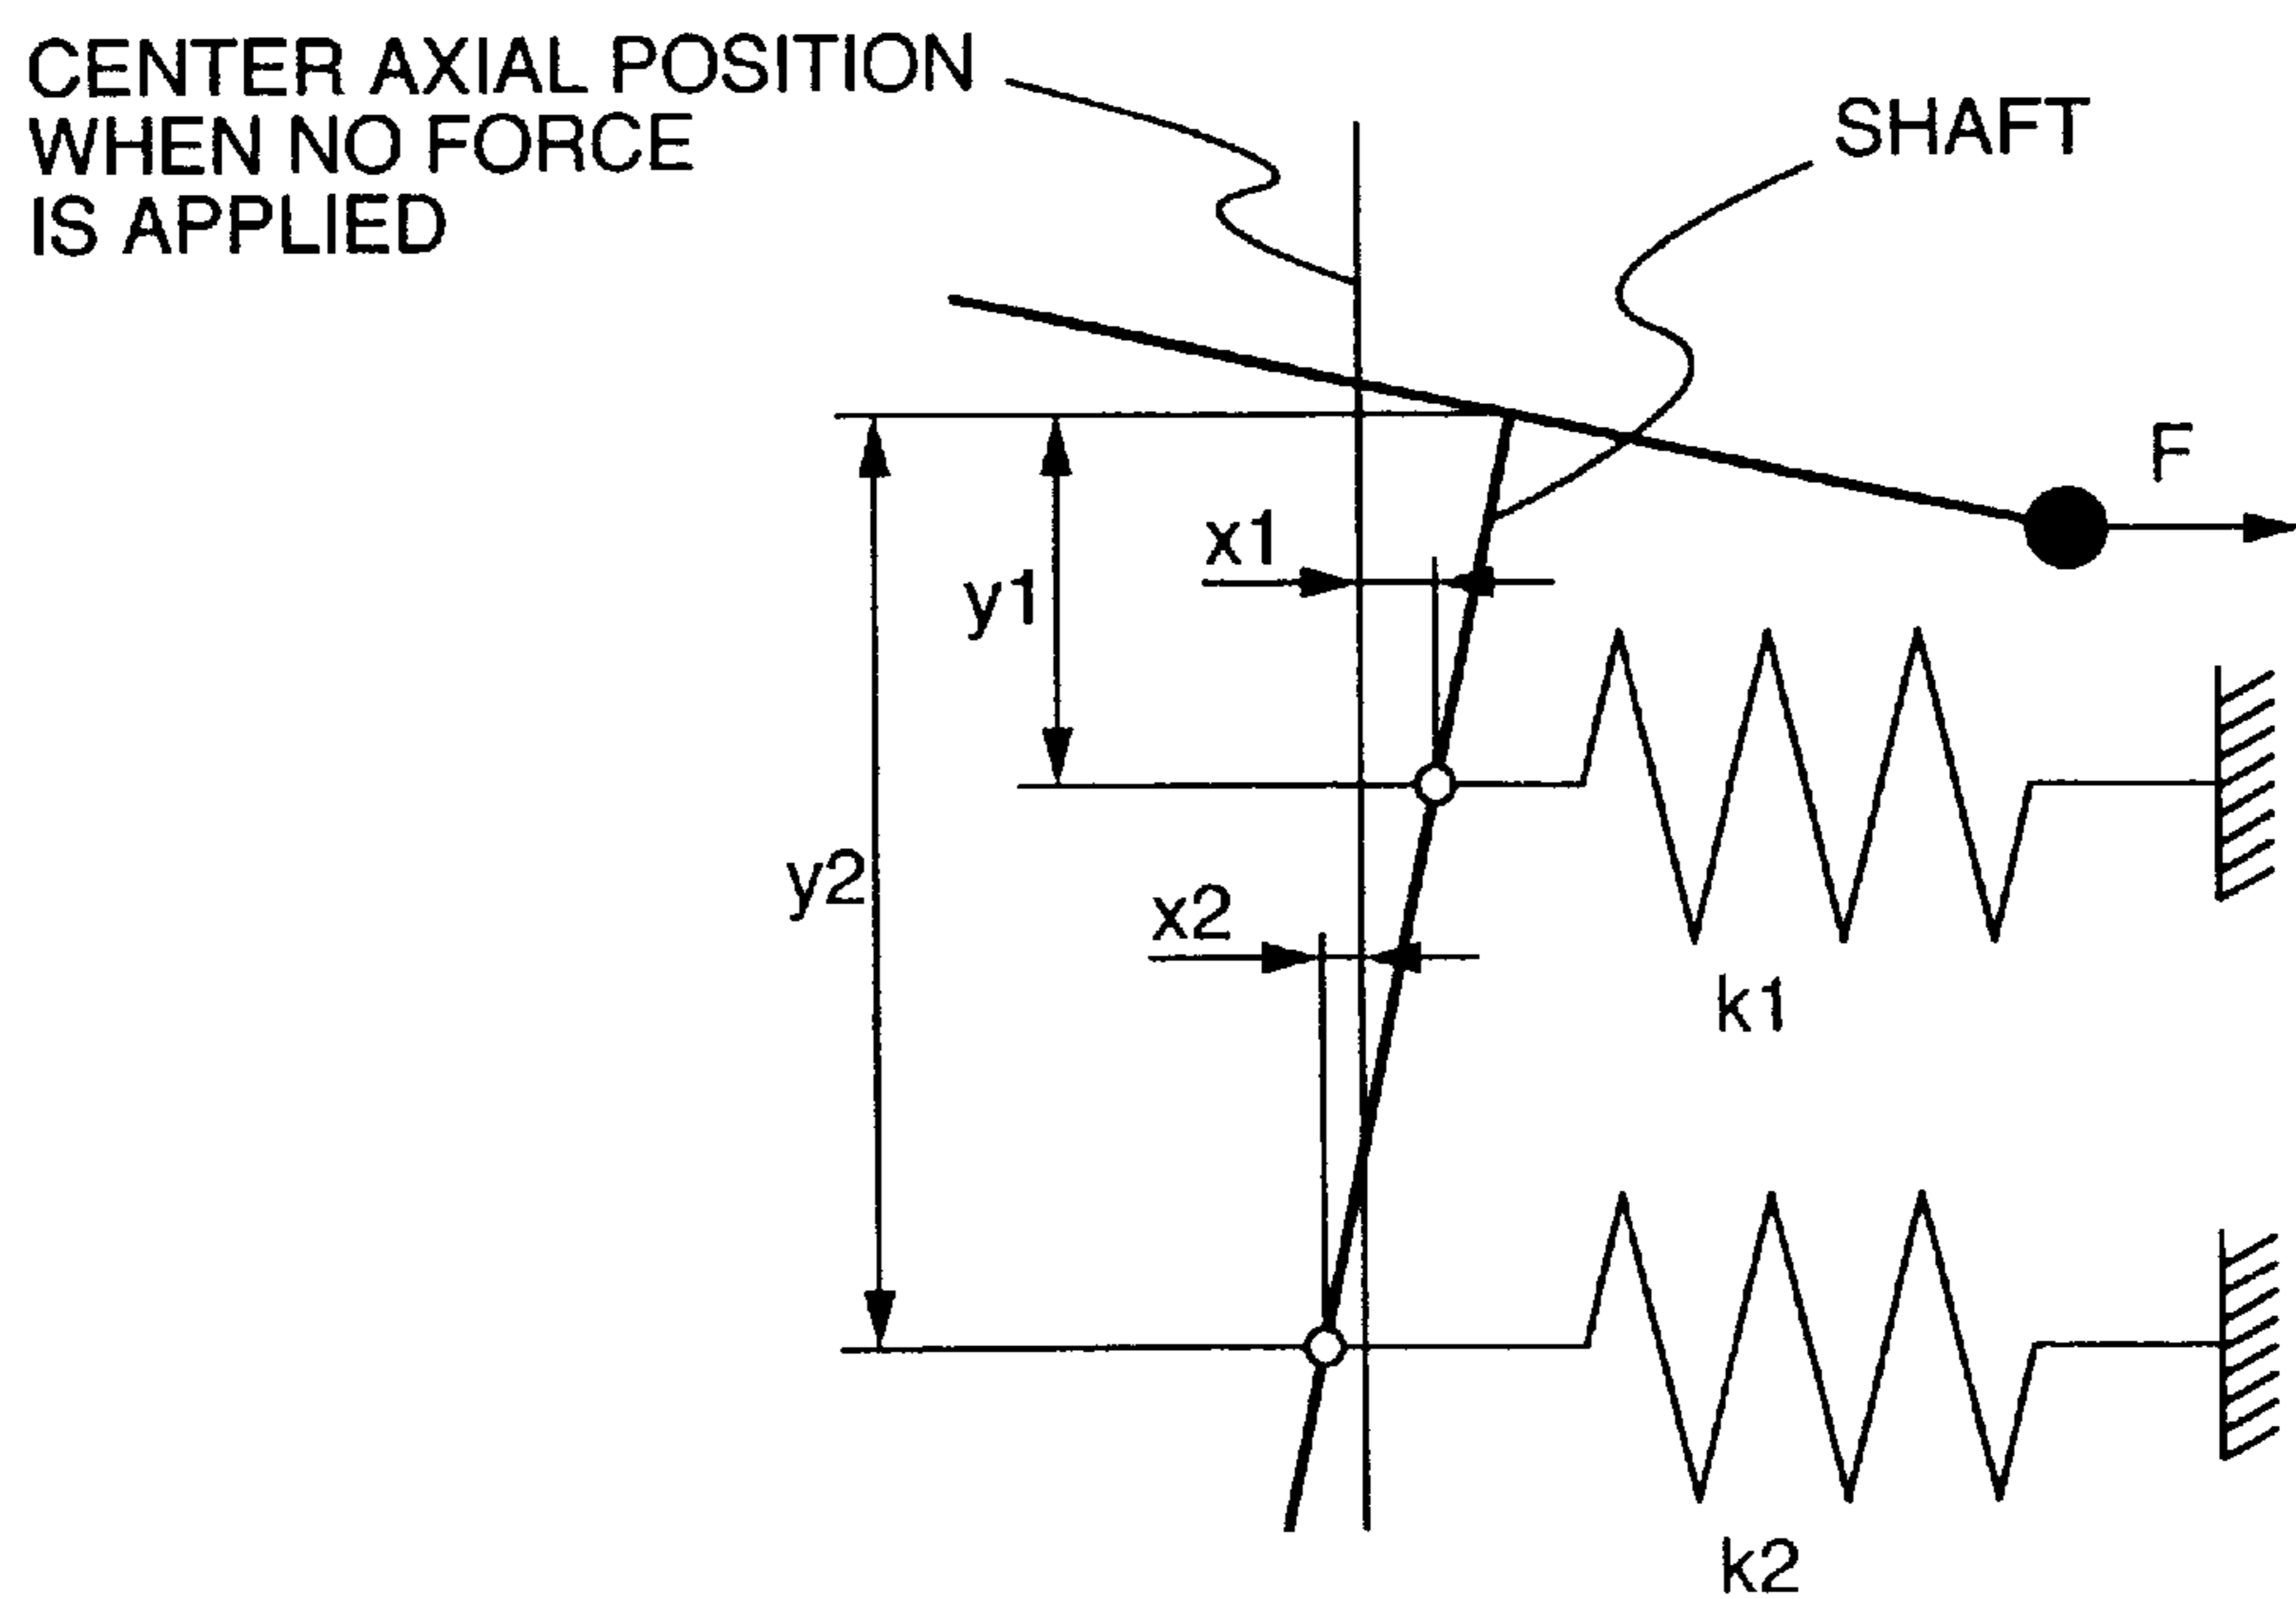 CENTER AXIAL POSITION
WHEN NO FORCE
IS APPLIED
SHAFT
F
x1
y1
y2
x2
k1
k2